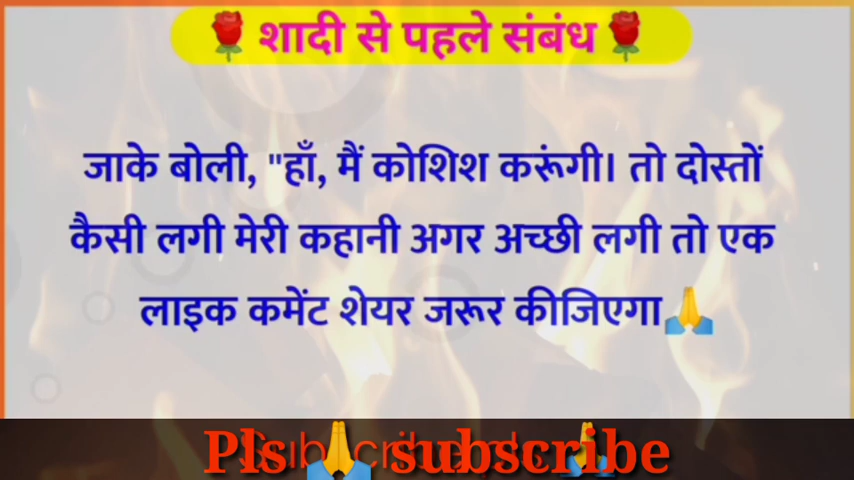 🌹शादी से पहले संबंध🌹
जाके बोली, "हाँ, मैं कोशिश करूंगी। तो दोस्तों
कैसी लगी मेरी कहानी अगर अच्छी लगी तो एक
लाइक कमेंट शेयर जरूर कीजिएगा🙏
Pls🙏 subscribe